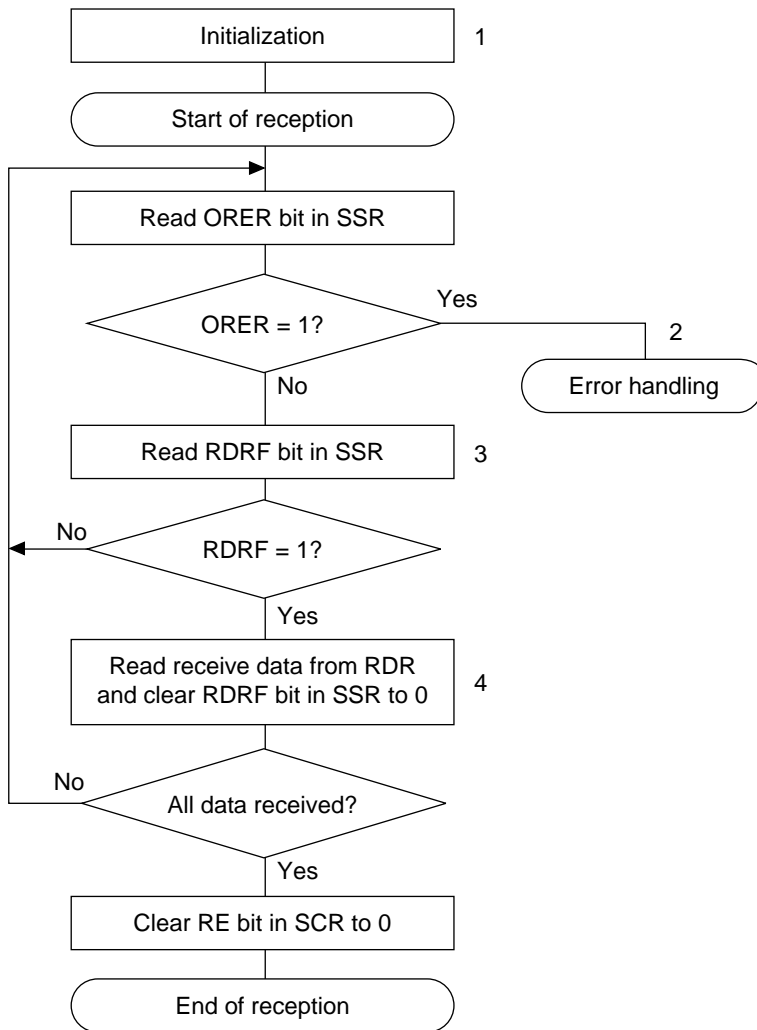 Initialization
1
Start of reception
Read ORER bit in SSR
ORER = 1?
Yes
2
Error handling
No
Read RDRF bit in SSR
3
No
RDRF = 1?
Yes
Read receive data from RDR
and clear RDRF bit in SSR to 0
4
No
All data received?
Yes
Clear RE bit in SCR to 0
End of reception